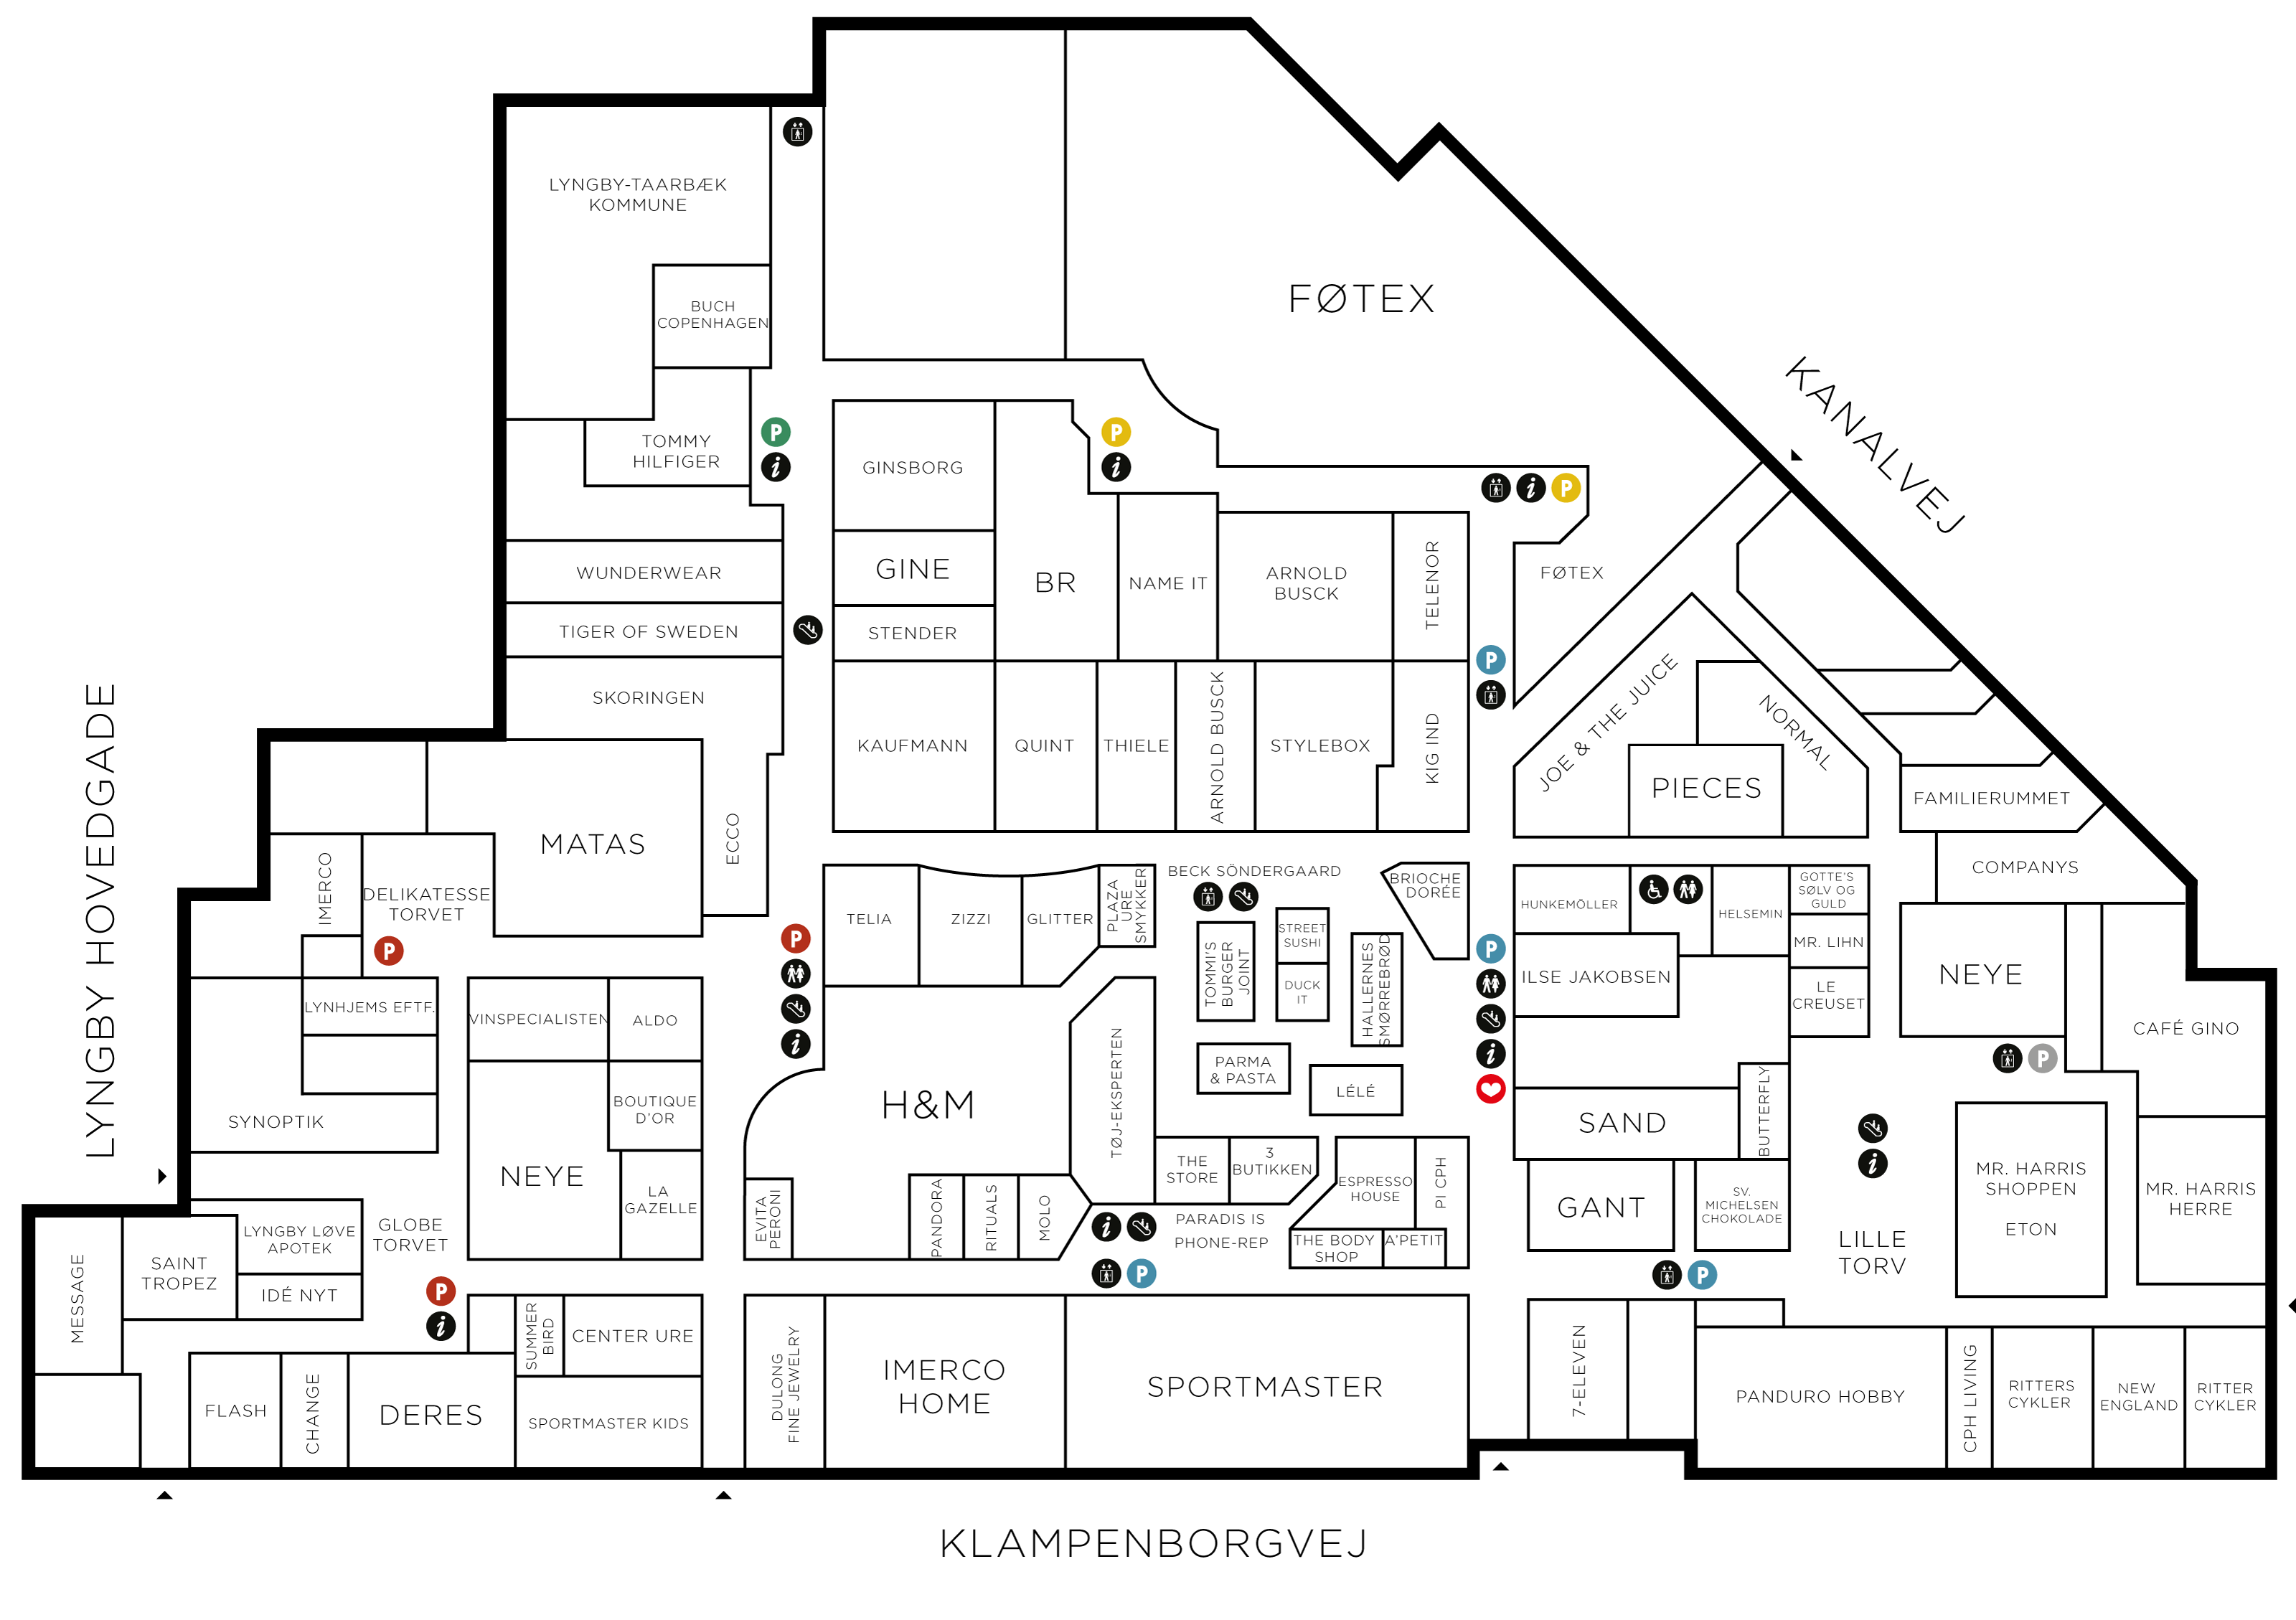 LYNGBY-TAARBÆK
KOMMUNE
BUCH
COPENHAGEN
TOMMY
HILFIGER
P
i
WUNDERWEAR
TIGER OF SWEDEN
SKORINGEN
MATAS
ECCO
FØTEX
KANALVEJ
GINSBORG
GINE
STENDER
BR
P
i
NAME IT
ARNOLD
BUSCK
TELENOR
i
P
FØTEX
KAUFMANN
QUINT
THIELE
ARNOLD BUSCK
STYLEBOX
KIG IND
P
JOE & THE JUICE
NORMAL
PIECES
FAMILIERUMMET
COMPANYS
LYNGBY HOVEDGADE
IMERCO
DELIKATESSE
TORVET
P
LYNHJEMS EFTF.
SYNOPTIK
VINSPECIALISTEN
ALDO
BOUTIQUE
D'OR
NEYE
LA
GAZELLE
P
i
TELIA
ZIZZI
GLITTER
PLAZA
URE
SMYKKER
H&M
TØJ-EKSPERTEN
EVITA
PERONI
PANDORA
RITUALS
MOLO
BECK SÖNDERGAARD
BRIOCHE
DORÉE
TOMMI'S
BURGER
JOINT
STREET
SUSHI
DUCK
IT
HALLERNES
SMØRREBRØD
PARMA
& PASTA
LÉLÉ
THE
STORE
3
BUTIKKEN
ESPRESSO
HOUSE
PI CPH
THE BODY
SHOP
A'PETIT
i
PARADIS IS
PHONE-REP
P
P
i
HUNKEMÖLLER
HELSEMIN
GOTTE'S
SØLV OG
GULD
MR. LIHN
LE
CREUSET
ILSE JAKOBSEN
SAND
BUTTERFLY
GANT
SV.
MICHELSEN
CHOKOLADE
P
NEYE
CAFÉ GINO
P
i
LILLE
TORV
MR. HARRIS
SHOPPEN
ETON
MR. HARRIS
HERRE
MESSAGE
SAINT
TROPEZ
LYNGBY LØVE
APOTEK
IDÉ NYT
GLOBE
TORVET
P
i
FLASH
CHANGE
DERES
SUMMER
BIRD
CENTER URE
SPORTMASTER KIDS
DULONG
FINE JEWELRY
IMERCO
HOME
SPORTMASTER
7-ELEVEN
PANDURO HOBBY
CPH LIVING
RITTERS
CYKLER
NEW
ENGLAND
RITTER
CYKLER
KLAMPENBORGVEJ